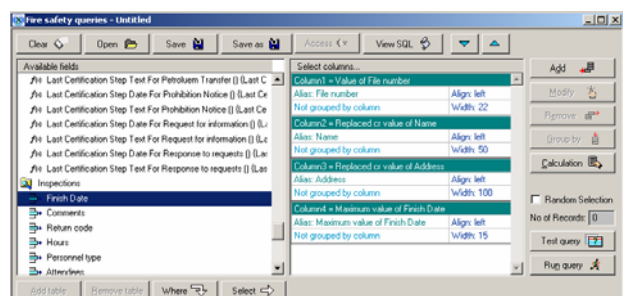 Fire safety queries - Untitled
Clear Open Save Save as Access View SQL
Available fields
Last Certification Step Text For Petroluem Transfer () (Last C
Last Certification Step Date For Prohibition Notice () (Last Ce
Last Certification Step Text For Prohibition Notice () (Last Ce
Last Certification Step Date For Request for information () (L
Last Certification Step Text For Request for information () (La
Last Certification Step Date For Response to requests () (Las
Last Certification Step Text For Response to requests () (Las
Inspections
Finish Date
Comments
Return code
Hours
Personnel type
Attendees
Select columns...
Column1 = Value of File number
Alias: File number Align: left
Not grouped by column Width: 22
Column2 = Replaced cr value of Name
Alias: Name Align: left
Not grouped by column Width: 50
Column3 = Replaced cr value of Address
Alias: Address Align: left
Not grouped by column Width: 100
Column4 = Maximum value of Finish Date
Alias: Maximum value of Finish Date Align: left
Not grouped by column Width: 15
Add
Modify
Remove
Group by
Calculation
Random Selection
No of Records: 0
Test query
Run query
Add table Remove table Where Select